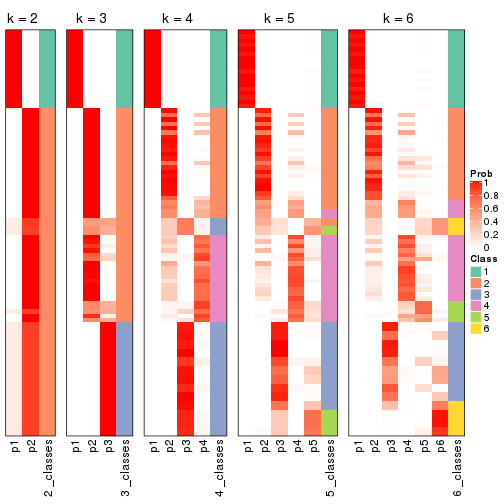 k = 2
k = 3
k = 4
k = 5
k = 6
p1
p2
2_classes
p1
p2
p3
3_classes
p1
p2
p3
p4
4_classes
p1
p2
p3
p4
p5
5_classes
p1
p2
p3
p4
p5
p6
6_classes
Prob
1
0.8
0.6
0.4
0.2
0
Class
1
2
3
4
5
6